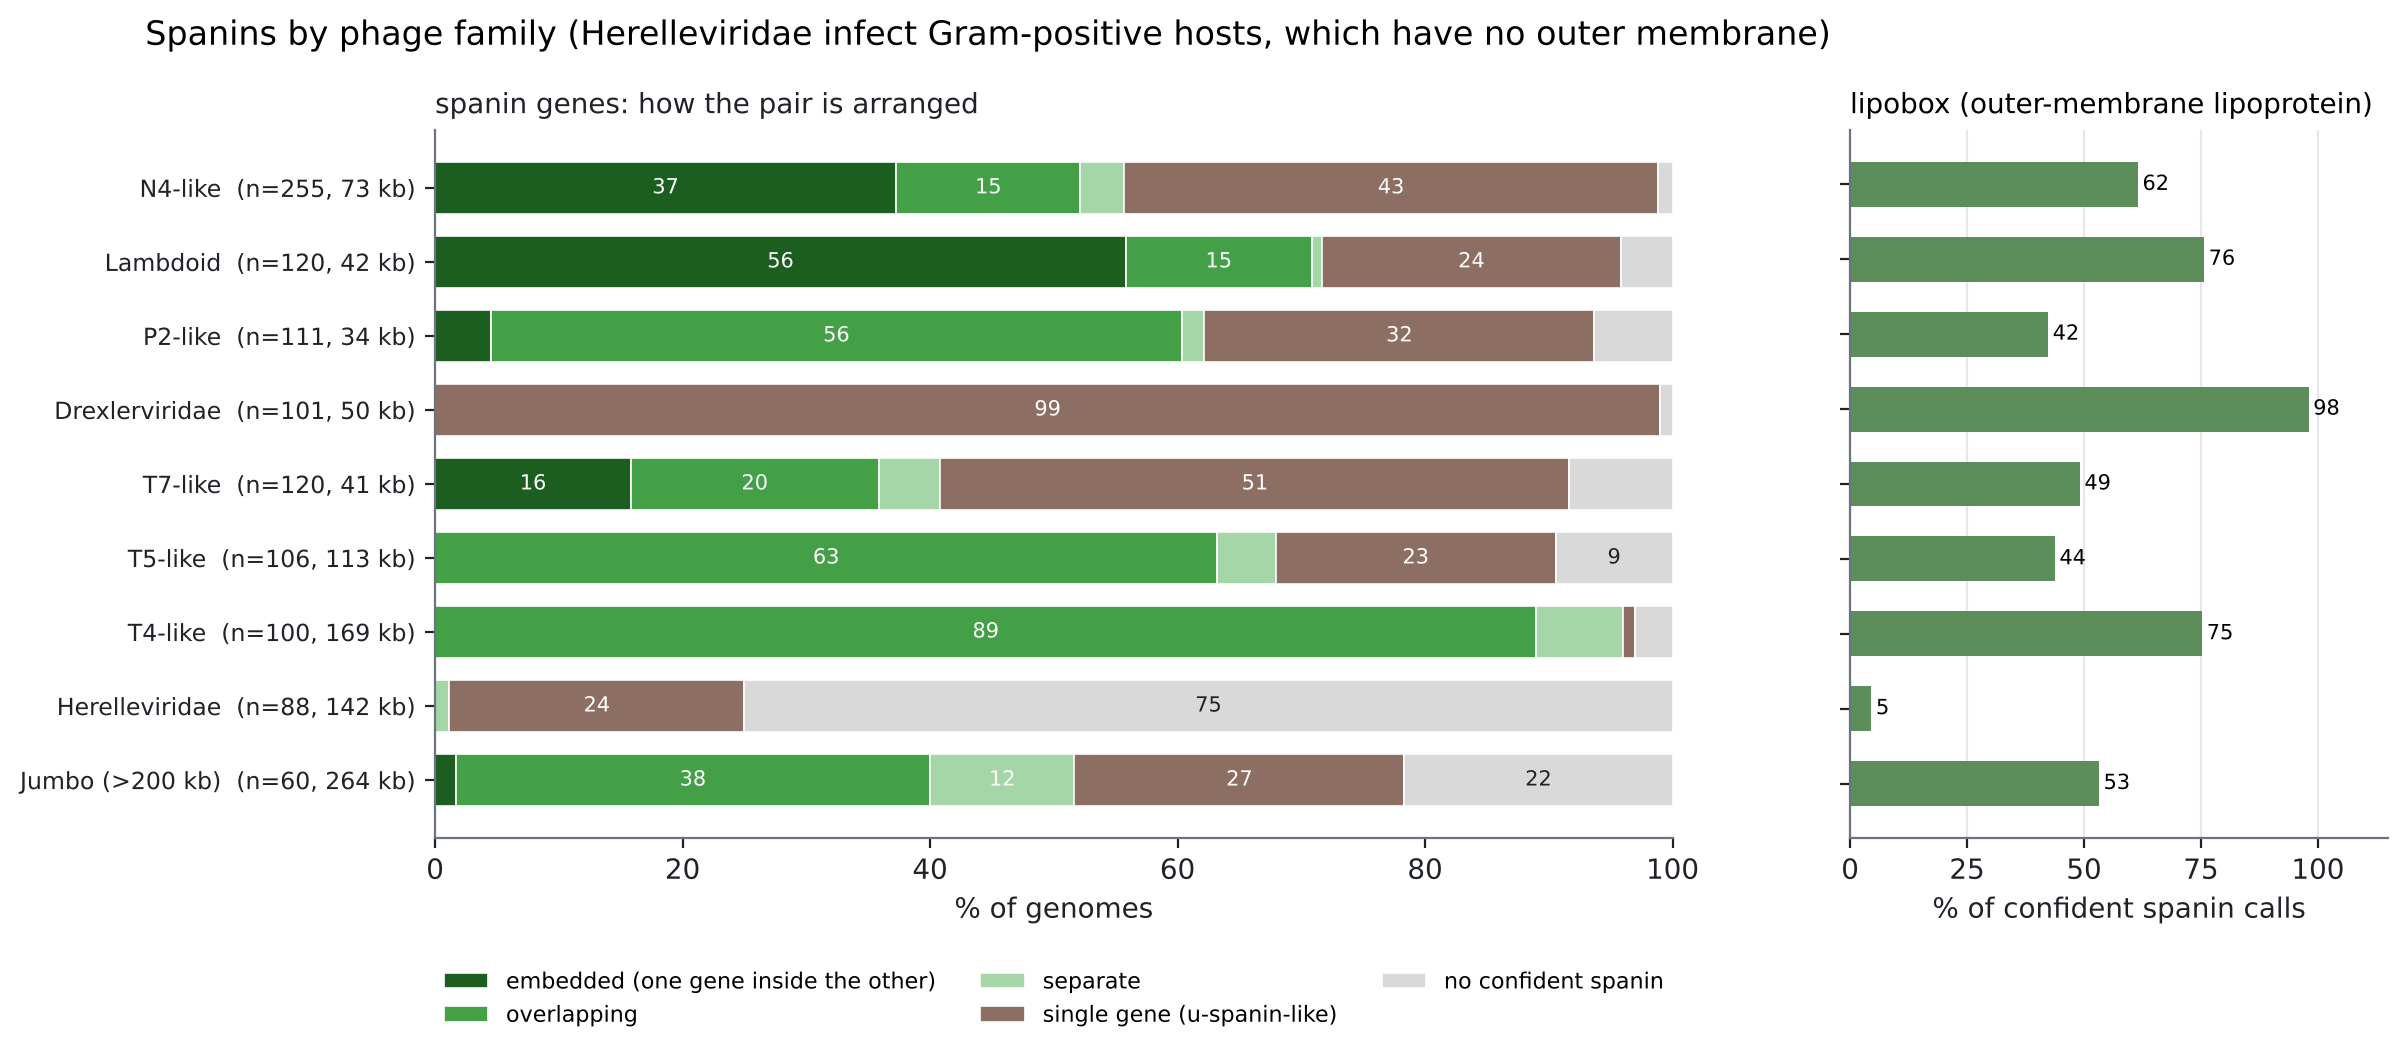 Spanins by phage family (Herelleviridae infect Gram-positive hosts, which have no outer membrane)
spanin genes: how the pair is arranged
lipobox (outer-membrane lipoprotein)
N4-like (n=255, 73 kb) 37 15 43 62
Lambdoid (n=120, 42 kb) 56 15 24 76
P2-like (n=111, 34 kb) 56 32 42
Drexlerviridae (n=101, 50 kb) 99 98
T7-like (n=120, 41 kb) 16 20 51 49
T5-like (n=106, 113 kb) 63 23 9 44
T4-like (n=100, 169 kb) 89 75
Herelleviridae (n=88, 142 kb) 24 75 5
Jumbo (>200 kb) (n=60, 264 kb) 38 12 27 22 53
0 20 40 60 80 100
0 25 50 75 100
% of genomes
% of confident spanin calls
embedded (one gene inside the other)
overlapping
separate
single gene (u-spanin-like)
no confident spanin